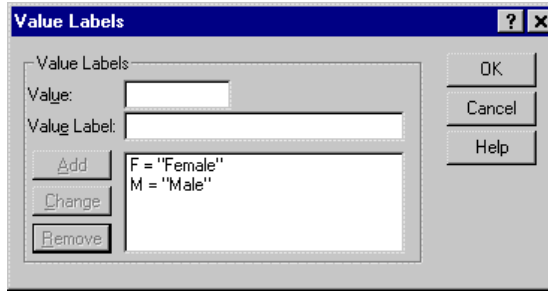 Value Labels
? x
Value Labels
Value:
Value Label:
Add
Change
Remove
F = "Female"
M = "Male"
OK
Cancel
Help